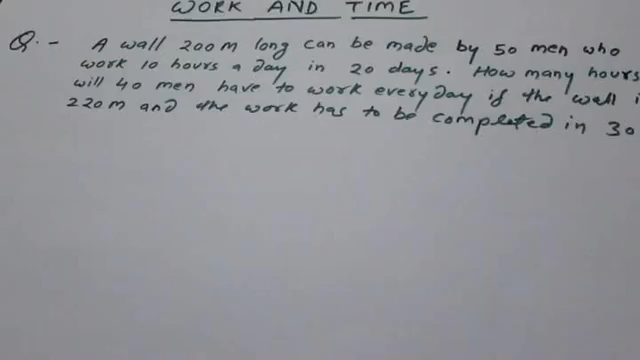 WORK AND TIME
Q.- A wall 200m long can be made by 50 men who
work 10 hours a day in 20 days. How many hours
will 40 men have to work everyday if the wall i
220m and the work has to be completed in 30